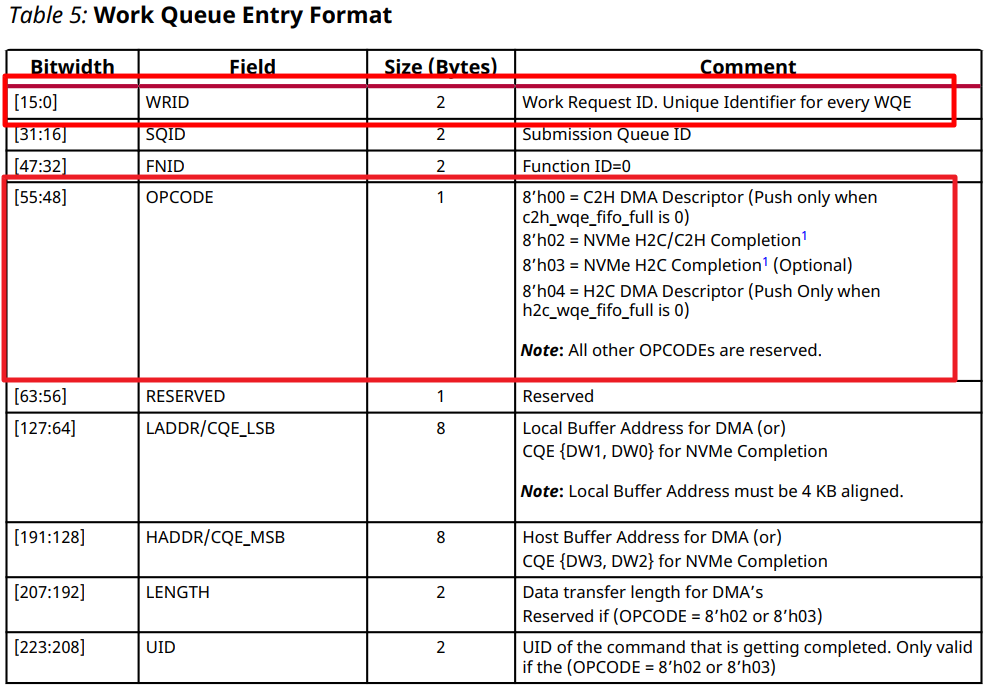 Table 5: Work Queue Entry Format
Bitwidth Field Size (Bytes) Comment
[15:0] WRID 2 Work Request ID. Unique Identifier for every WQE
[31:16] SQID 2 Submission Queue ID
[47:32] FNID 2 Function ID=0
[55:48] OPCODE 1 8’h00 = C2H DMA Descriptor (Push only when
c2h_wqe_fifo_full is 0)
8’h02 = NVMe H2C/C2H Completion1
8’h03 = NVMe H2C Completion1 (Optional)
8’h04 = H2C DMA Descriptor (Push Only when
h2c_wqe_fifo_full is 0)
Note: All other OPCODEs are reserved.
[63:56] RESERVED 1 Reserved
[127:64] LADDR/CQE_LSB 8 Local Buffer Address for DMA (or)
CQE {DW1, DW0} for NVMe Completion
Note: Local Buffer Address must be 4 KB aligned.
[191:128] HADDR/CQE_MSB 8 Host Buffer Address for DMA (or)
CQE {DW3, DW2} for NVMe Completion
[207:192] LENGTH 2 Data transfer length for DMA’s
Reserved if (OPCODE = 8’h02 or 8’h03)
[223:208] UID 2 UID of the command that is getting completed. Only valid
if the (OPCODE = 8’h02 or 8’h03)